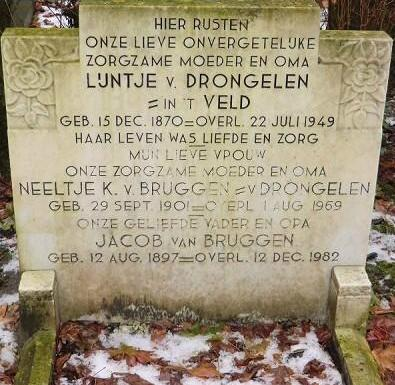 HIER RUSTEN
ONZE LIEVE ONVERGETELIJKE
ZORGZAME MOEDER EN OMA
LIJNTJE V. DRONGELEN
= IN 'T VELD
GEB. 15 DEC. 1870 = OVERL. 22 JULI 1949
HAAR LEVEN WAS LIEFDE EN ZORG
MIJN LIEVE VROUW
ONZE ZORGZAME MOEDER EN OMA
NEELTJE K. V. BRUGGEN = V. DRONGELEN
GEB. 29 SEPT. 1901 = OVERL. 1 AUG 1969
ONZE GELIEFDE VADER EN OPA
JACOB VAN BRUGGEN
GEB. 12 AUG. 1897 = OVERL. 12 DEC. 1982